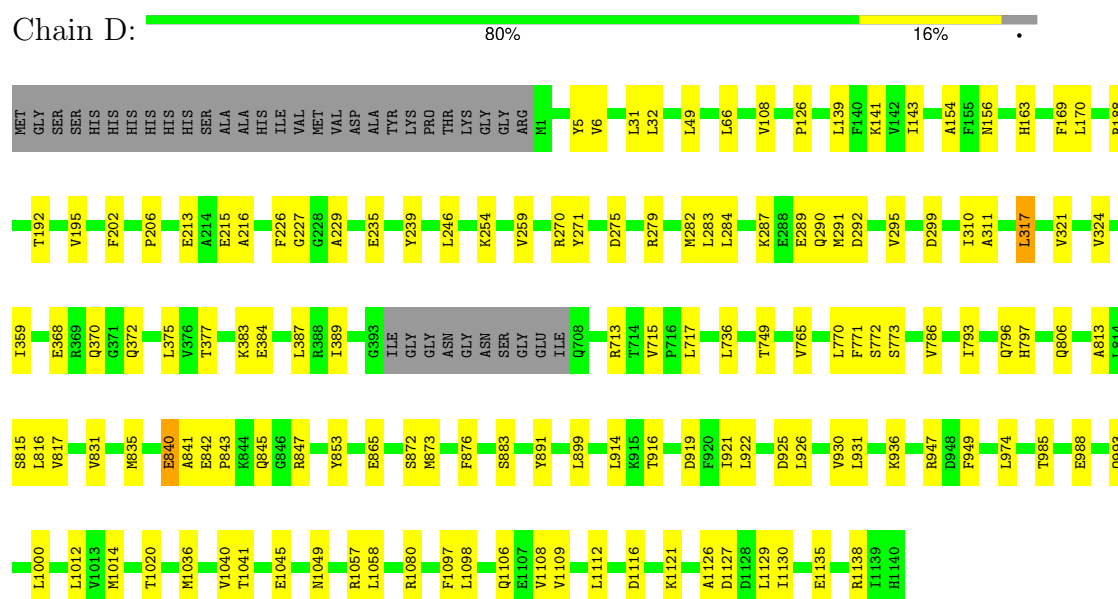 Chain D:
80% 16% •
MET GLY SER SER HIS HIS HIS HIS HIS HIS SER ALA ALA HIS ILE VAL MET VAL ASP ALA TYR LYS PRO THR LYS GLY GLY ARG M1 Y5 V6 L31 L32 L49 L66 V108 P126 L139 F140 K141 V142 I143 A154 F155 N156 H163 F169 L170 P188
T192 V195 F202 P206 E213 A214 E215 A216 F226 G227 G228 A229 E235 Y239 L246 K254 V259 R270 Y271 D275 R279 M282 L283 L284 K287 E288 E289 Q290 M291 D292 V295 D299 I310 A311 L317 V321 V324
I359 E368 R369 Q370 G371 Q372 L375 V376 T377 K383 E384 L387 R388 I389 G393 ILE GLY GLY ASN GLY ASN SER GLY GLU ILE Q708 R713 T714 V715 P716 L717 L736 T749 V765 L770 F771 S772 S773 V786 I793 Q796 H797 Q806 A813 L814
S815 L816 V817 V831 M835 E840 A841 E842 P843 K844 Q845 G846 R847 Y853 E865 S872 M873 F876 S883 Y891 L899 L914 K915 T916 D919 F920 I921 L922 D925 L926 V930 L931 K936 R947 D948 F949 L974 T985 E988 Q993
L1000 L1012 V1013 M1014 T1020 M1036 V1040 T1041 E1045 N1049 R1057 L1058 R1080 F1097 L1098 Q1106 E1107 V1108 V1109 L1112 D1116 K1121 A1126 D1127 D1128 L1129 I1130 E1135 R1138 I1139 H1140